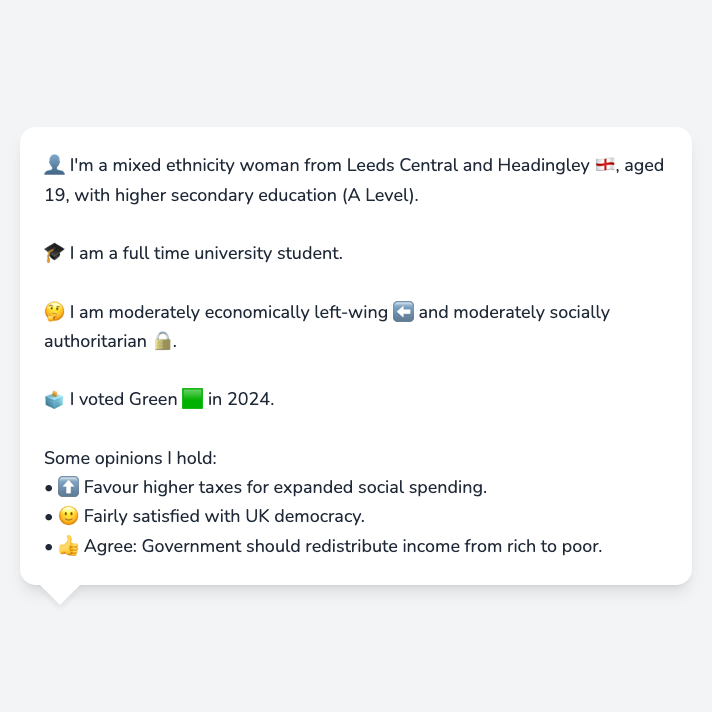 👤 I'm a mixed ethnicity woman from Leeds Central and Headingley 🏴󠁧󠁢󠁥󠁮󠁧󠁿, aged
19, with higher secondary education (A Level).
🎓 I am a full time university student.
🤔 I am moderately economically left-wing ⬅️ and moderately socially
authoritarian 🔒.
🗳️ I voted Green 🟩 in 2024.
Some opinions I hold:
• ⬆️ Favour higher taxes for expanded social spending.
• 🙂 Fairly satisfied with UK democracy.
• 👍 Agree: Government should redistribute income from rich to poor.